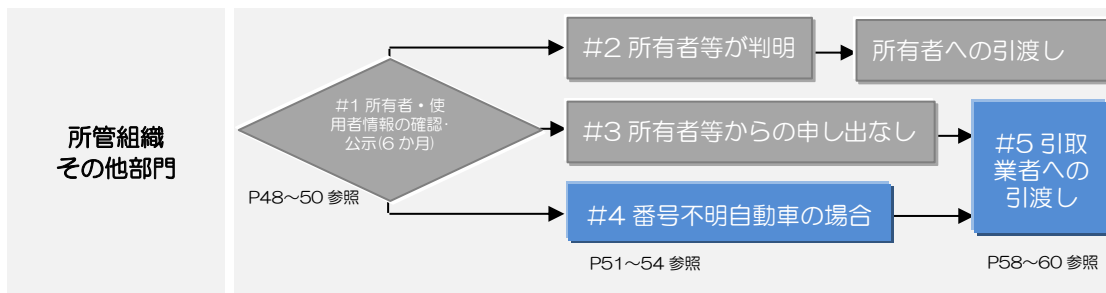 所管組織
その他部門
#1 所有者・使
用者情報の確認・
公示(6 か月)
P48～50 参照
#2 所有者等が判明
所有者への引渡し
#3 所有者等からの申し出なし
#4 番号不明自動車の場合
P51～54 参照
#5 引取
業者への
引渡し
P58～60 参照